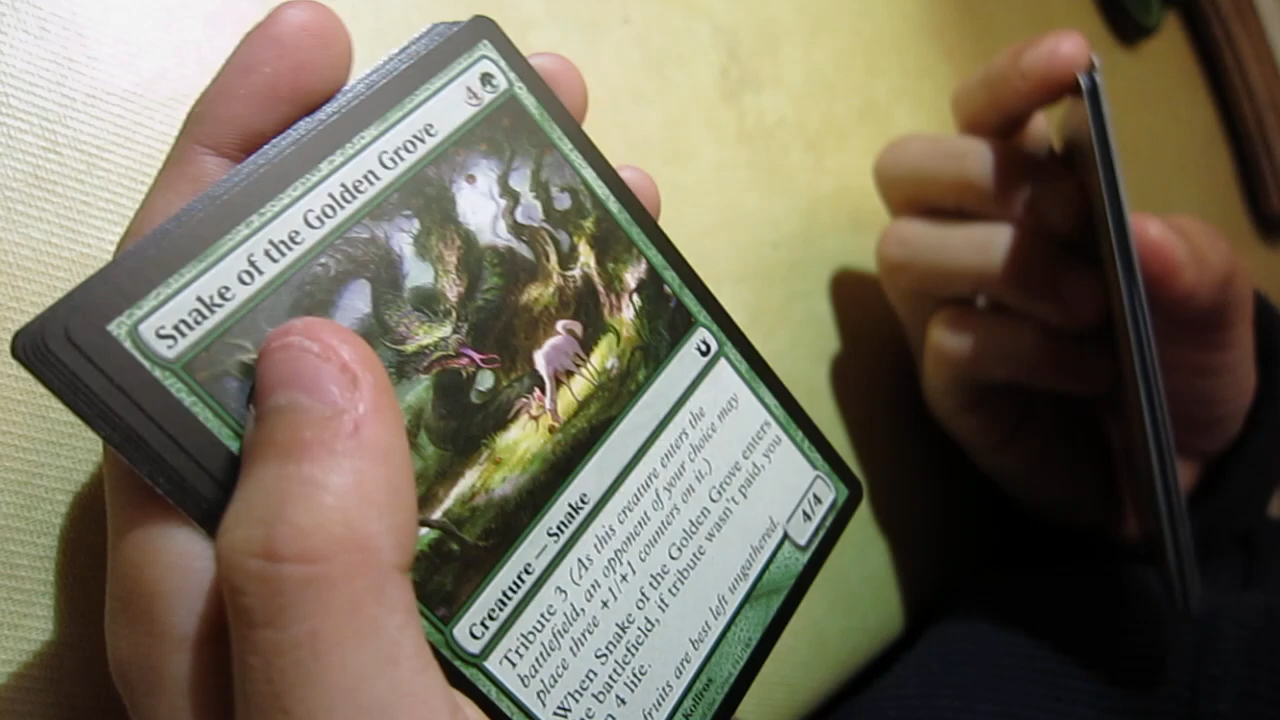 Snake of the Golden Grove 4
Creature — Snake
Tribute 3 (As this creature enters the
battlefield, an opponent of your choice may
place three +1/+1 counters on it.)
When Snake of the Golden Grove enters
battlefield, if tribute wasn't paid, you
4 life.
fruits are best left ungathered.
4/4